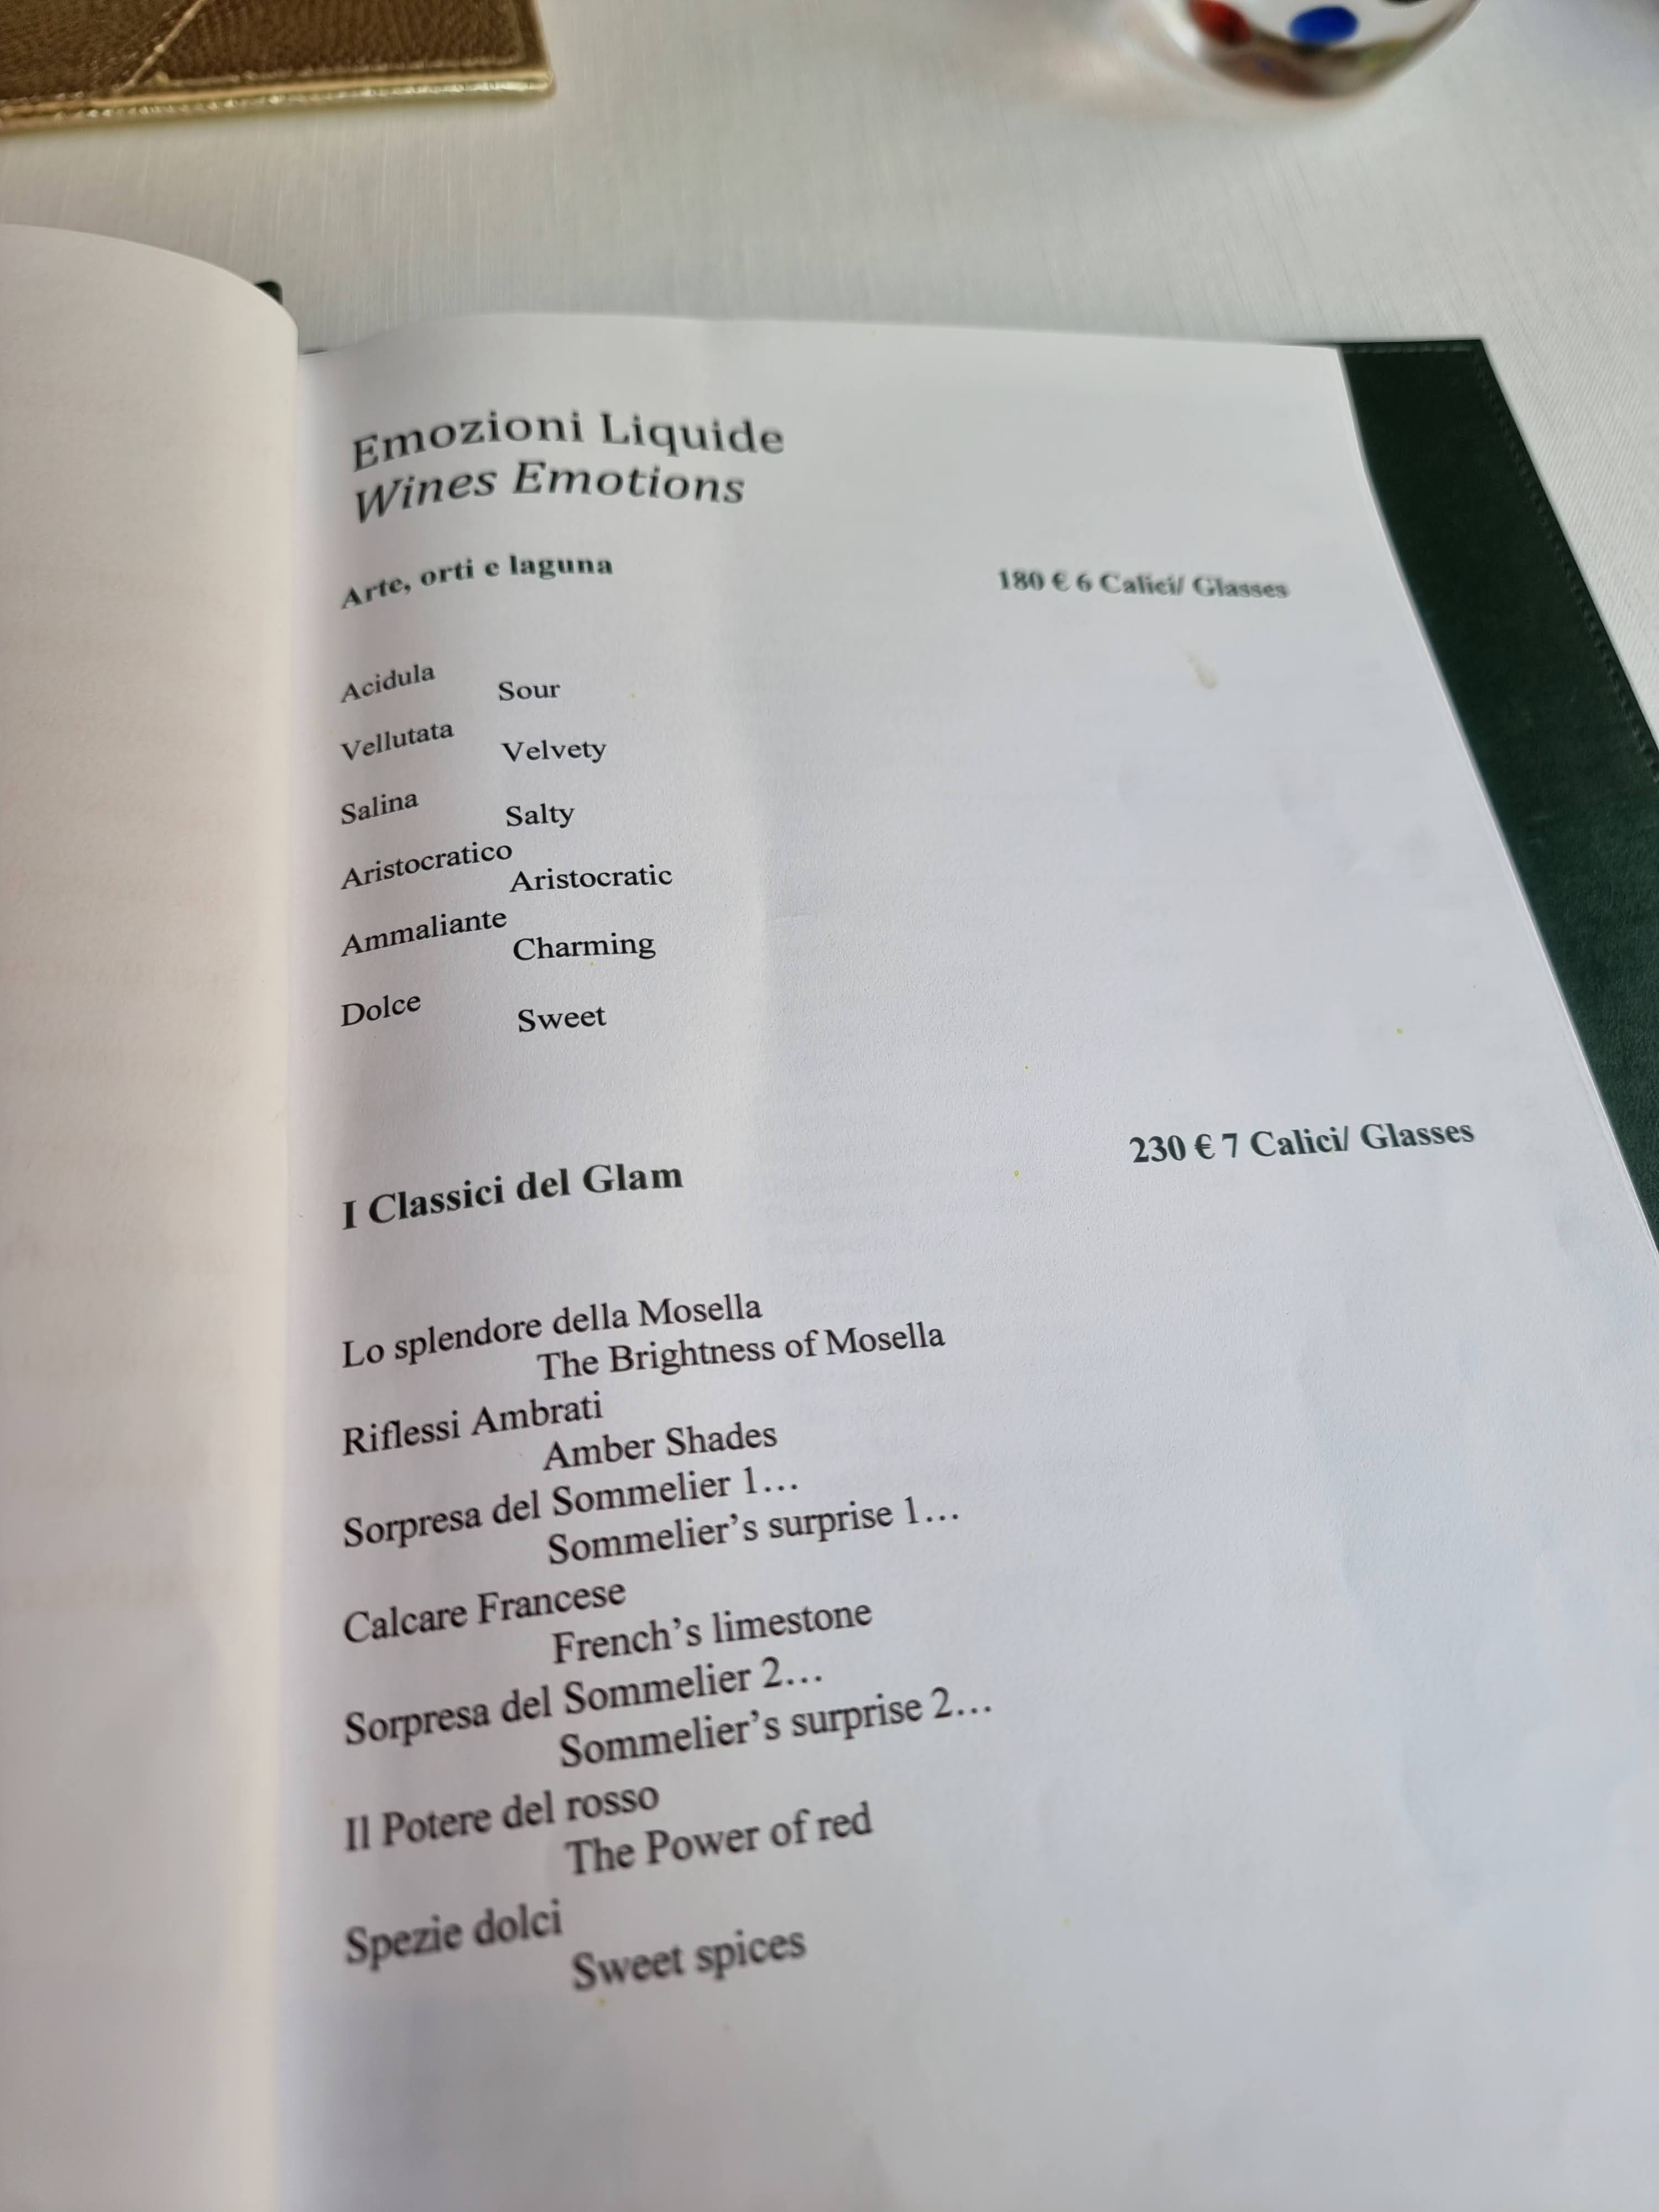 Emozioni Liquide
Wines Emotions
Arte, orti e laguna 180 € 6 Calici/ Glasses
Acidula
Sour
Vellutata
Velvety
Salina
Salty
Aristocratico
Aristocratic
Ammaliante
Charming
Dolce
Sweet
I Classici del Glam 230 € 7 Calici/ Glasses
Lo splendore della Mosella
The Brightness of Mosella
Riflessi Ambrati
Amber Shades
Sorpresa del Sommelier 1…
Sommelier’s surprise 1…
Calcare Francese
French’s limestone
Sorpresa del Sommelier 2…
Sommelier’s surprise 2…
Il Potere del rosso
The Power of red
Spezie dolci
Sweet spices